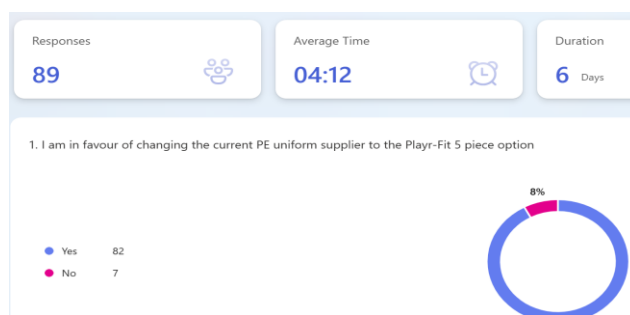 Responses
89
Average Time
04:12
Duration
6 Days
1. I am in favour of changing the current PE uniform supplier to the Playr-Fit 5 piece option
8%
Yes 82
No 7